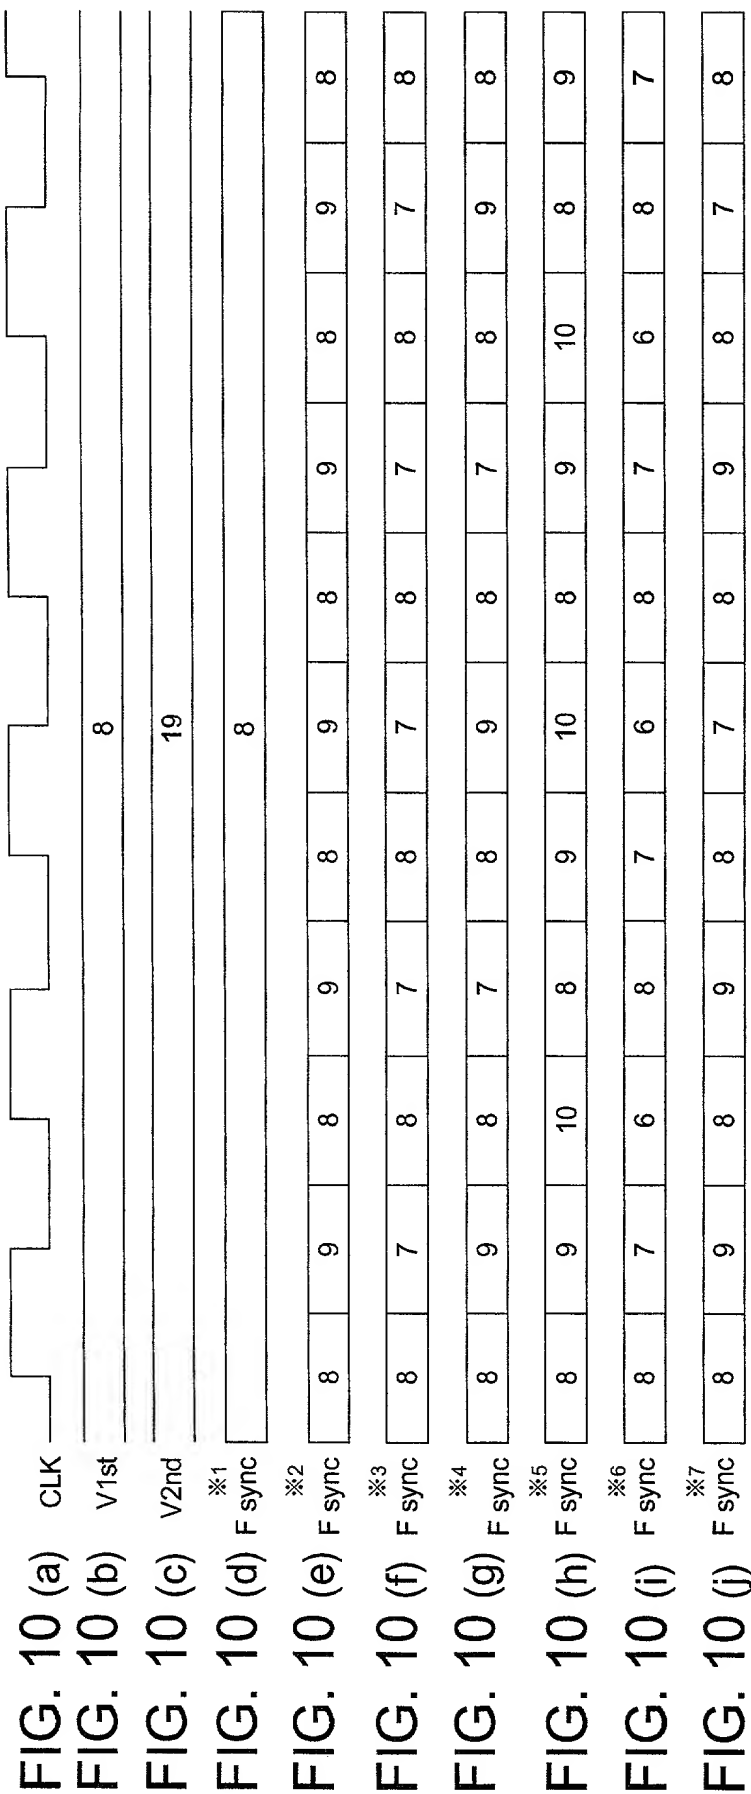 FIG. 10 (a) CLK
FIG. 10 (b) V1st 8
FIG. 10 (c) V2nd 19
FIG. 10 (d) ※1 F sync 8
FIG. 10 (e) ※2 F sync 8 9 8 9 8 9 8 9 8 9 8
FIG. 10 (f) ※3 F sync 8 7 8 7 8 7 8 7 8 7 8
FIG. 10 (g) ※4 F sync 8 9 8 7 8 9 8 7 8 9 8
FIG. 10 (h) ※5 F sync 8 9 10 8 9 10 8 9 10 8 9
FIG. 10 (i) ※6 F sync 8 7 6 8 7 6 8 7 6 8 7
FIG. 10 (j) ※7 F sync 8 9 8 9 8 7 8 9 8 7 8